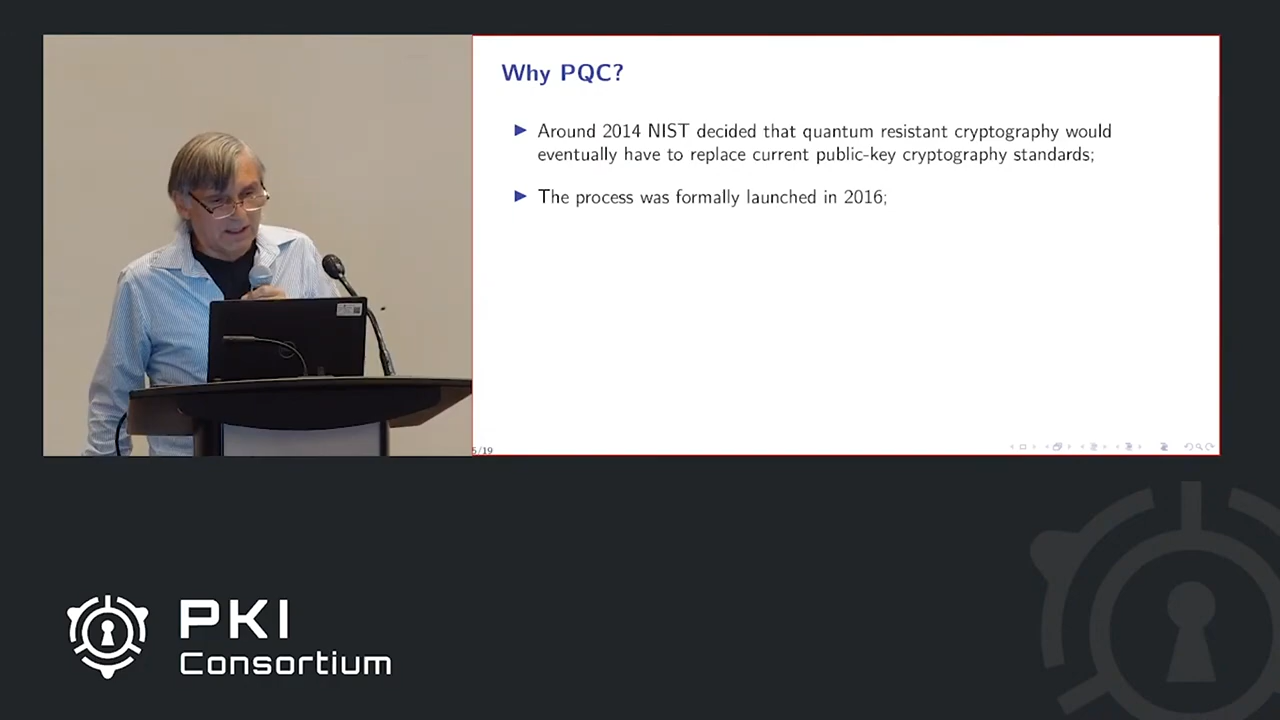 Why PQC?
Around 2014 NIST decided that quantum resistant cryptography would
eventually have to replace current public-key cryptography standards;
The process was formally launched in 2016;
/19
PKI
Consortium